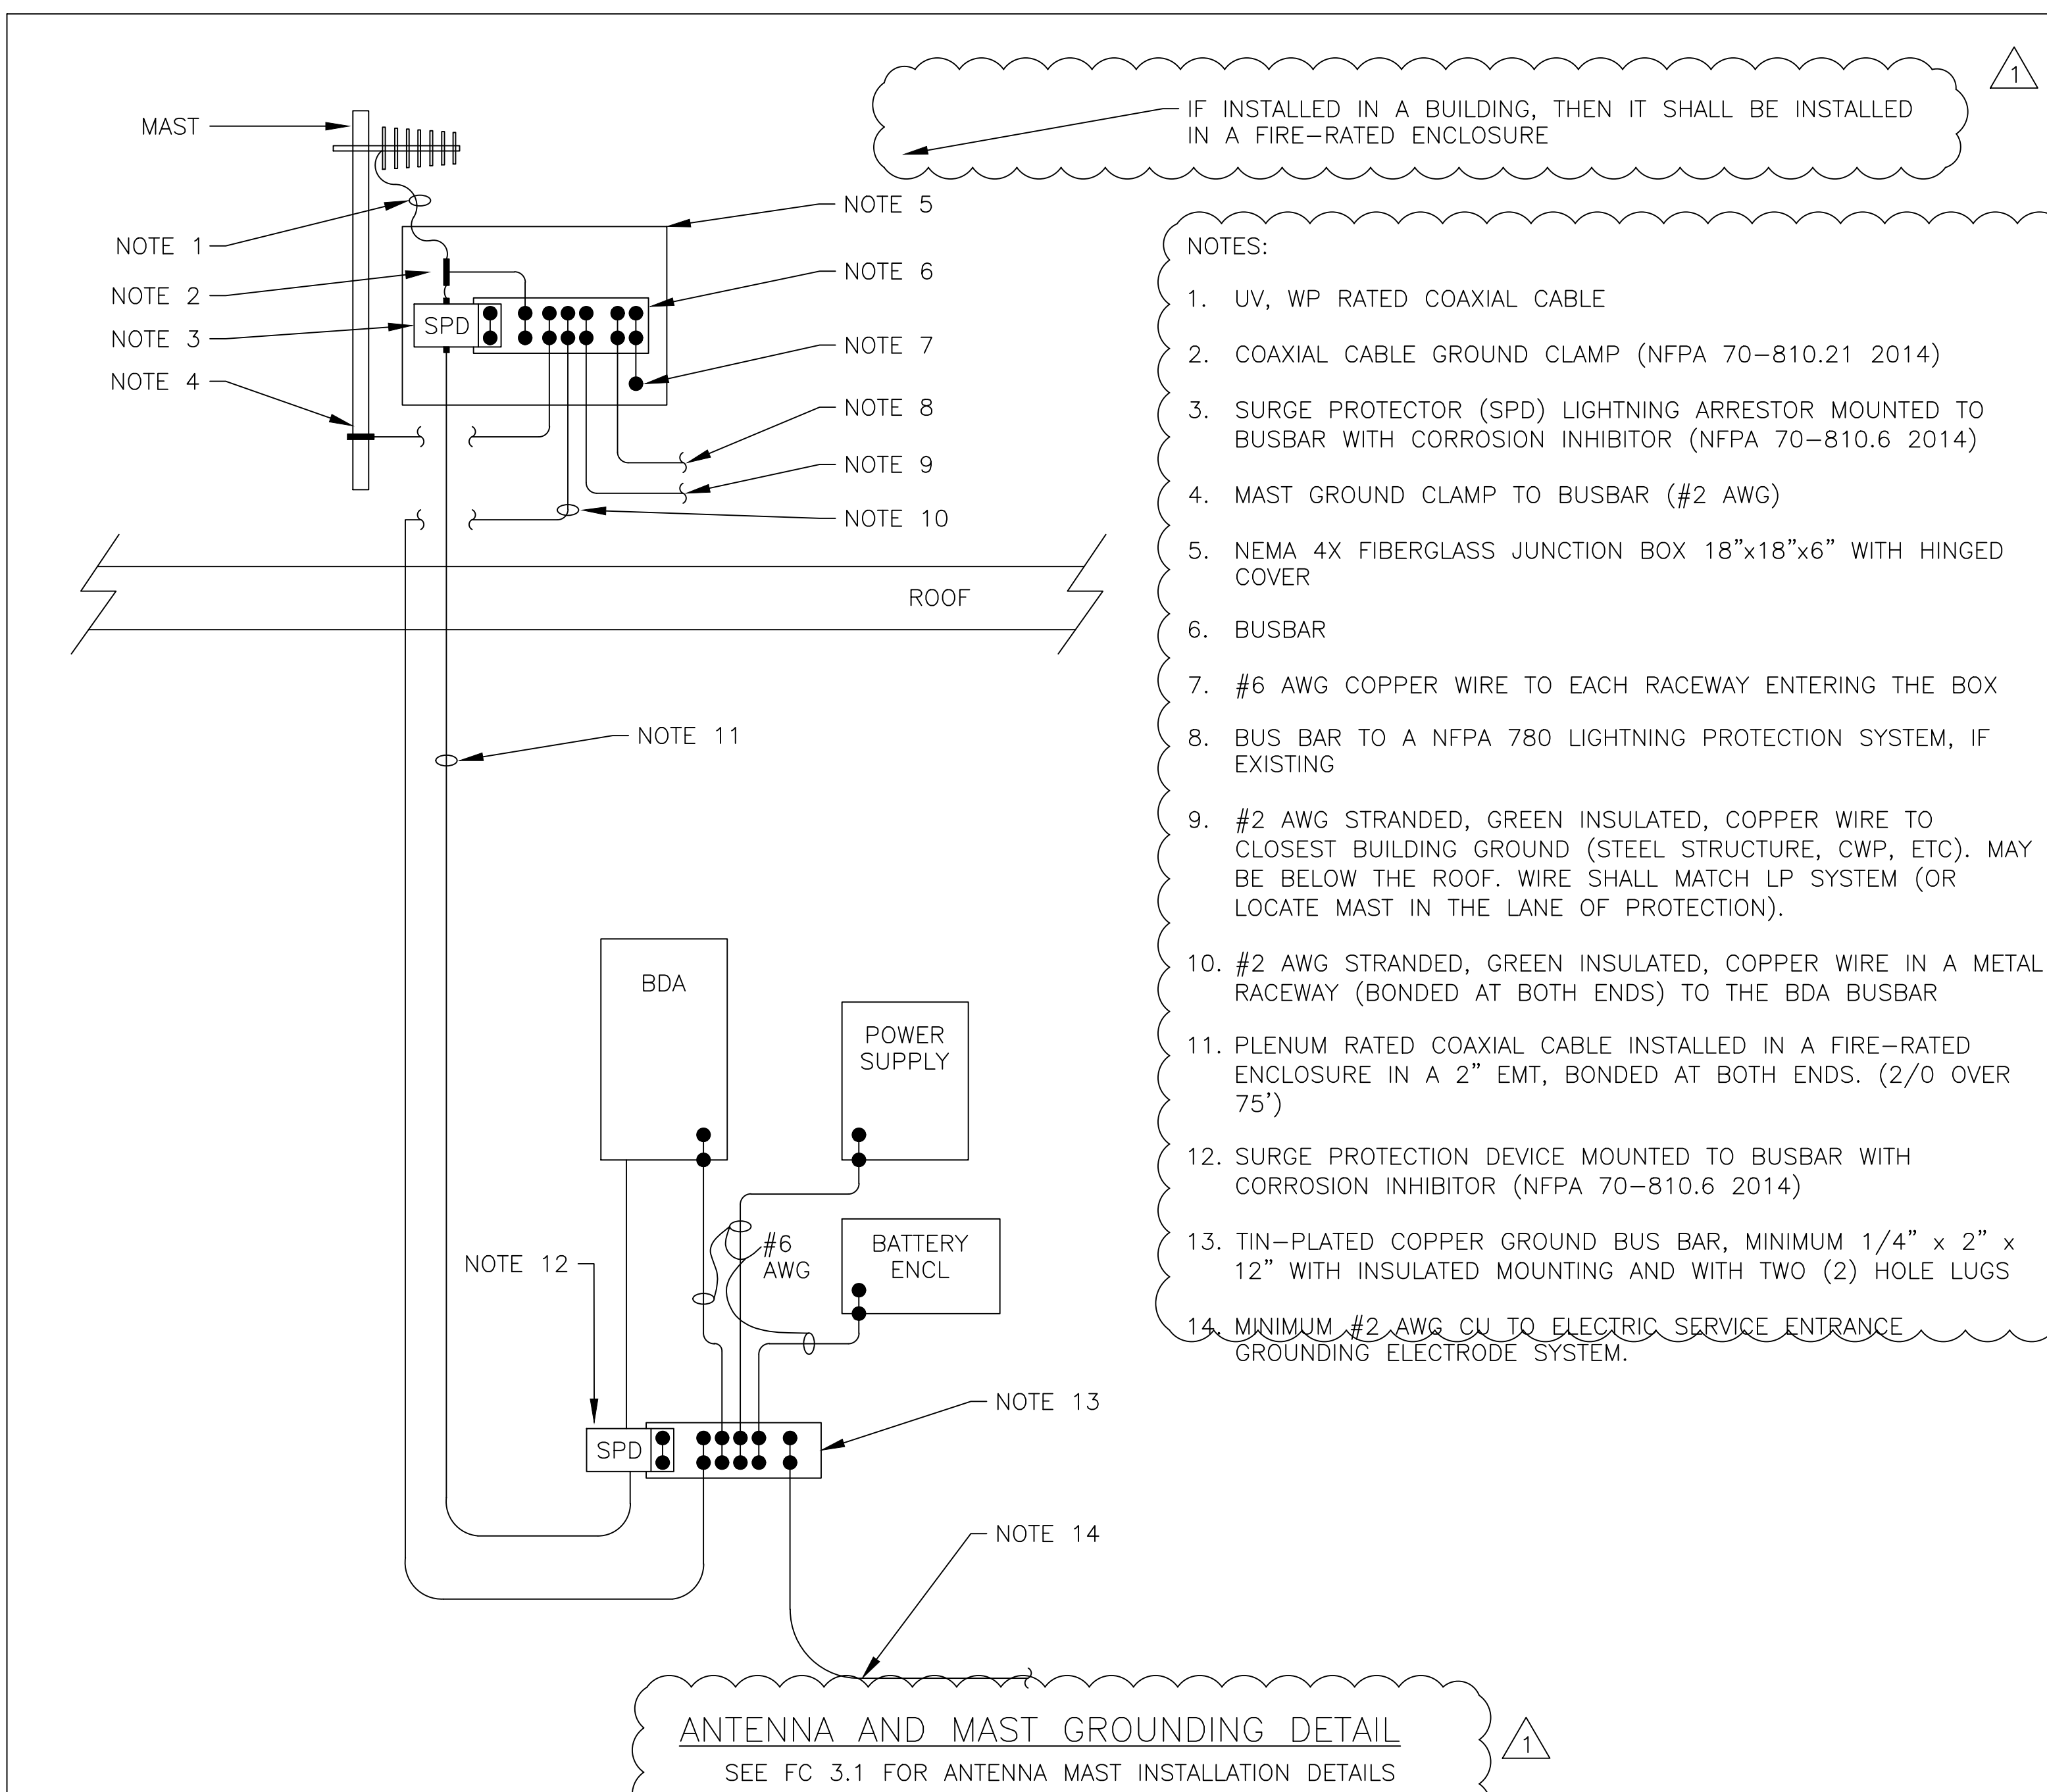 1
IF INSTALLED IN A BUILDING, THEN IT SHALL BE INSTALLED
IN A FIRE-RATED ENCLOSURE
MAST
NOTE 1
NOTE 2
NOTE 3
NOTE 4
SPD
NOTE 5
NOTE 6
NOTE 7
NOTE 8
NOTE 9
NOTE 10
ROOF
NOTE 11
BDA
POWER
SUPPLY
#6
AWG
BATTERY
ENCL
NOTE 12
SPD
NOTE 13
NOTE 14
NOTES:
1. UV, WP RATED COAXIAL CABLE
2. COAXIAL CABLE GROUND CLAMP (NFPA 70-810.21 2014)
3. SURGE PROTECTOR (SPD) LIGHTNING ARRESTOR MOUNTED TO
BUSBAR WITH CORROSION INHIBITOR (NFPA 70-810.6 2014)
4. MAST GROUND CLAMP TO BUSBAR (#2 AWG)
5. NEMA 4X FIBERGLASS JUNCTION BOX 18"x18"x6" WITH HINGED
COVER
6. BUSBAR
7. #6 AWG COPPER WIRE TO EACH RACEWAY ENTERING THE BOX
8. BUS BAR TO A NFPA 780 LIGHTNING PROTECTION SYSTEM, IF
EXISTING
9. #2 AWG STRANDED, GREEN INSULATED, COPPER WIRE TO
CLOSEST BUILDING GROUND (STEEL STRUCTURE, CWP, ETC). MAY
BE BELOW THE ROOF. WIRE SHALL MATCH LP SYSTEM (OR
LOCATE MAST IN THE LANE OF PROTECTION).
10. #2 AWG STRANDED, GREEN INSULATED, COPPER WIRE IN A METAL
RACEWAY (BONDED AT BOTH ENDS) TO THE BDA BUSBAR
11. PLENUM RATED COAXIAL CABLE INSTALLED IN A FIRE-RATED
ENCLOSURE IN A 2" EMT, BONDED AT BOTH ENDS. (2/0 OVER
75')
12. SURGE PROTECTION DEVICE MOUNTED TO BUSBAR WITH
CORROSION INHIBITOR (NFPA 70-810.6 2014)
13. TIN-PLATED COPPER GROUND BUS BAR, MINIMUM 1/4" x 2" x
12" WITH INSULATED MOUNTING AND WITH TWO (2) HOLE LUGS
14. MINIMUM #2 AWG CU TO ELECTRIC SERVICE ENTRANCE
GROUNDING ELECTRODE SYSTEM.
ANTENNA AND MAST GROUNDING DETAIL
SEE FC 3.1 FOR ANTENNA MAST INSTALLATION DETAILS
1